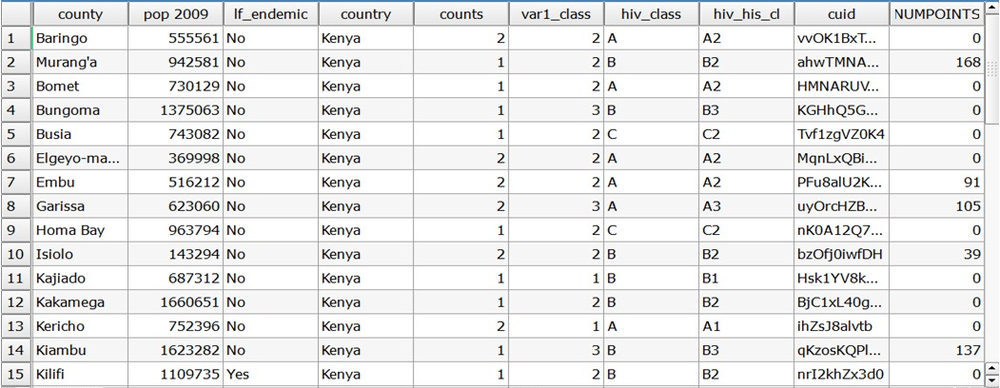 county pop 2009 lf_endemic country counts var1_class hiv_class hiv_his_cl cuid NUMPOINTS
1 Baringo 555561 No Kenya 2 2 A A2 vvOK1BxT... 0
2 Murang'a 942581 No Kenya 1 2 B B2 ahwTMNA... 168
3 Bomet 730129 No Kenya 1 2 A A2 HMNARUV... 0
4 Bungoma 1375063 No Kenya 1 3 B B3 KGHhQ5G... 0
5 Busia 743082 No Kenya 1 2 C C2 Tvf1zgVZ0K4 0
6 Elgeyo-ma... 369998 No Kenya 2 2 A A2 MqnLxQBi... 0
7 Embu 516212 No Kenya 2 2 A A2 PFu8alU2K... 91
8 Garissa 623060 No Kenya 2 3 A A3 uyOrcHZB... 105
9 Homa Bay 963794 No Kenya 1 2 C C2 nK0A12Q7... 0
10 Isiolo 143294 No Kenya 2 2 B B2 bzOfj0iwfDH 39
11 Kajiado 687312 No Kenya 1 1 B B1 Hsk1YV8k... 0
12 Kakamega 1660651 No Kenya 1 2 B B2 BjC1xL40g... 0
13 Kericho 752396 No Kenya 2 1 A A1 ihZsJ8alvtb 0
14 Kiambu 1623282 No Kenya 1 3 B B3 qKzosKQPl... 137
15 Kilifi 1109735 Yes Kenya 1 2 B B2 nrI2khZx3d0 0